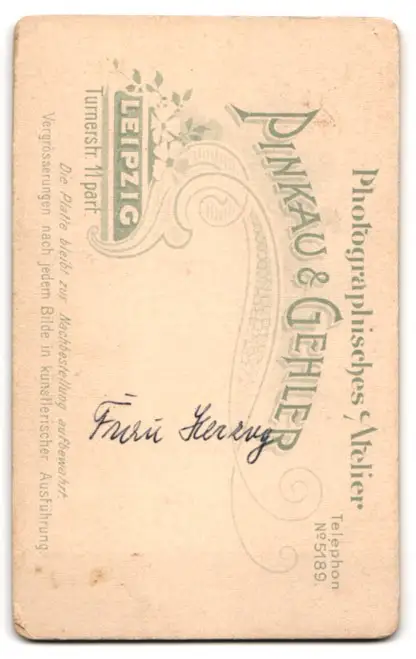 Photographisches Atelier
Telephon
No 5189.
PINKAU & GEHLER
LEIPZIG
Turnerstr. 11 part.
Die Platte bleibt zur Nachbestellung aufbewahrt.
Vergrösserungen nach jedem Bilde in künstlerischer Ausführung.
Frau Herzog